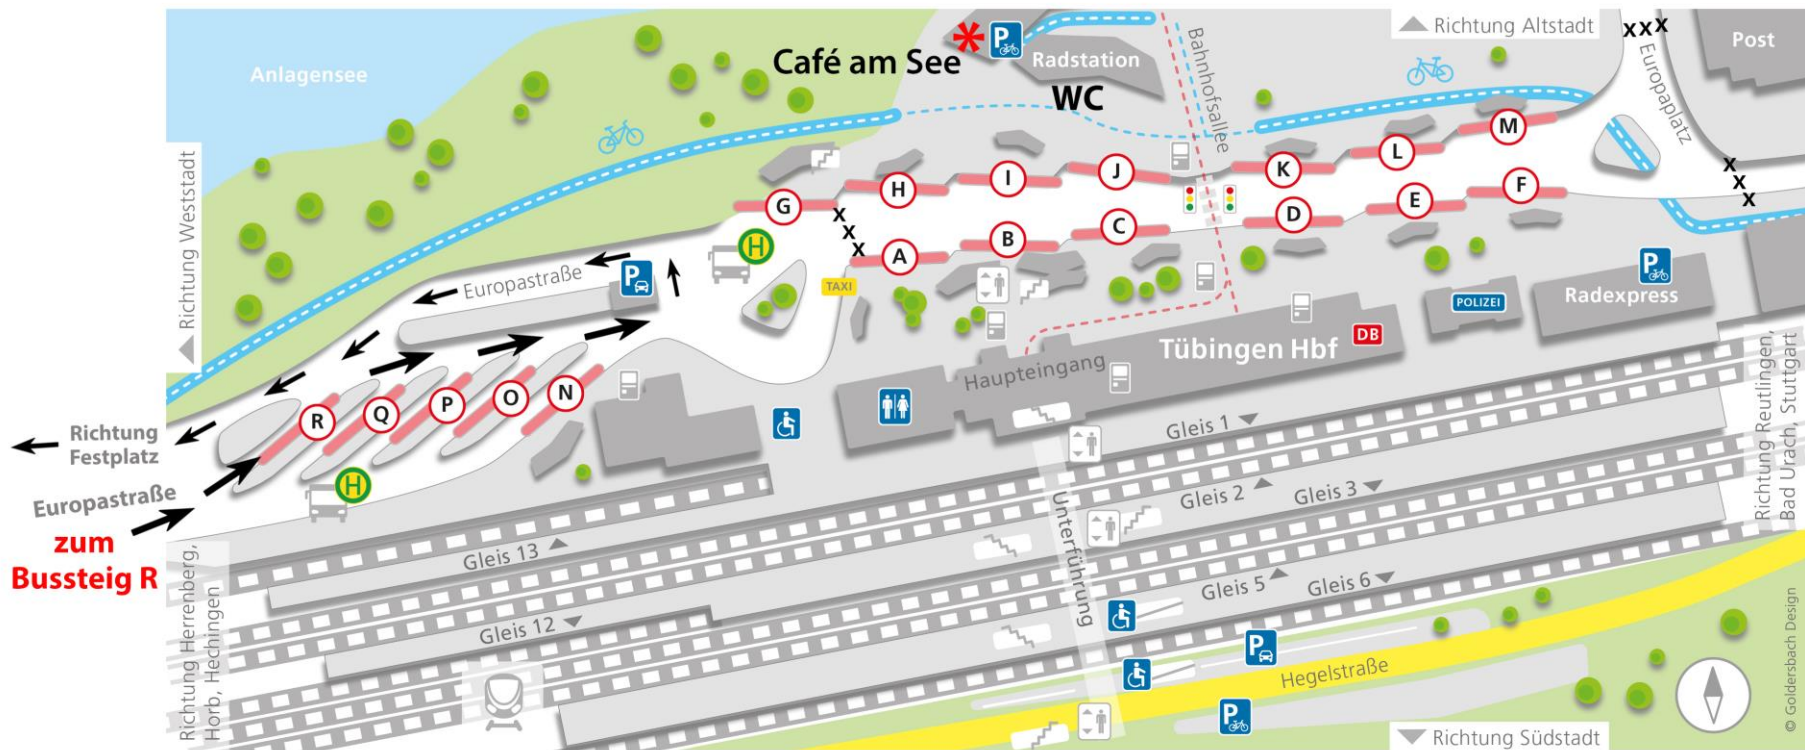 Richtung Altstadt
Post
Anlagensee
Café am See
P
Radstation
WC
Bahnhofsallee
Europaplatz
x x x
Richtung Weststadt
M
L
K
J
I
H
G
F
E
D
C
B
A
x
x
x
x
x
x
H
P
Europastraße
TAXI
P
Radexpress
POLIZEI
DB
Tübingen Hbf
Haupteingang
R
Q
P
O
N
Richtung
Festplatz
Europastraße
zum
Bussteig R
H
Gleis 1
Gleis 2
Gleis 3
Gleis 5
Gleis 6
Gleis 13
Gleis 12
Unterführung
Richtung Reutlingen,
Bad Urach, Stuttgart
Richtung Herrenberg,
Horb, Hechingen
P
Hegelstraße
P
Richtung Südstadt
© Goldersbach Design